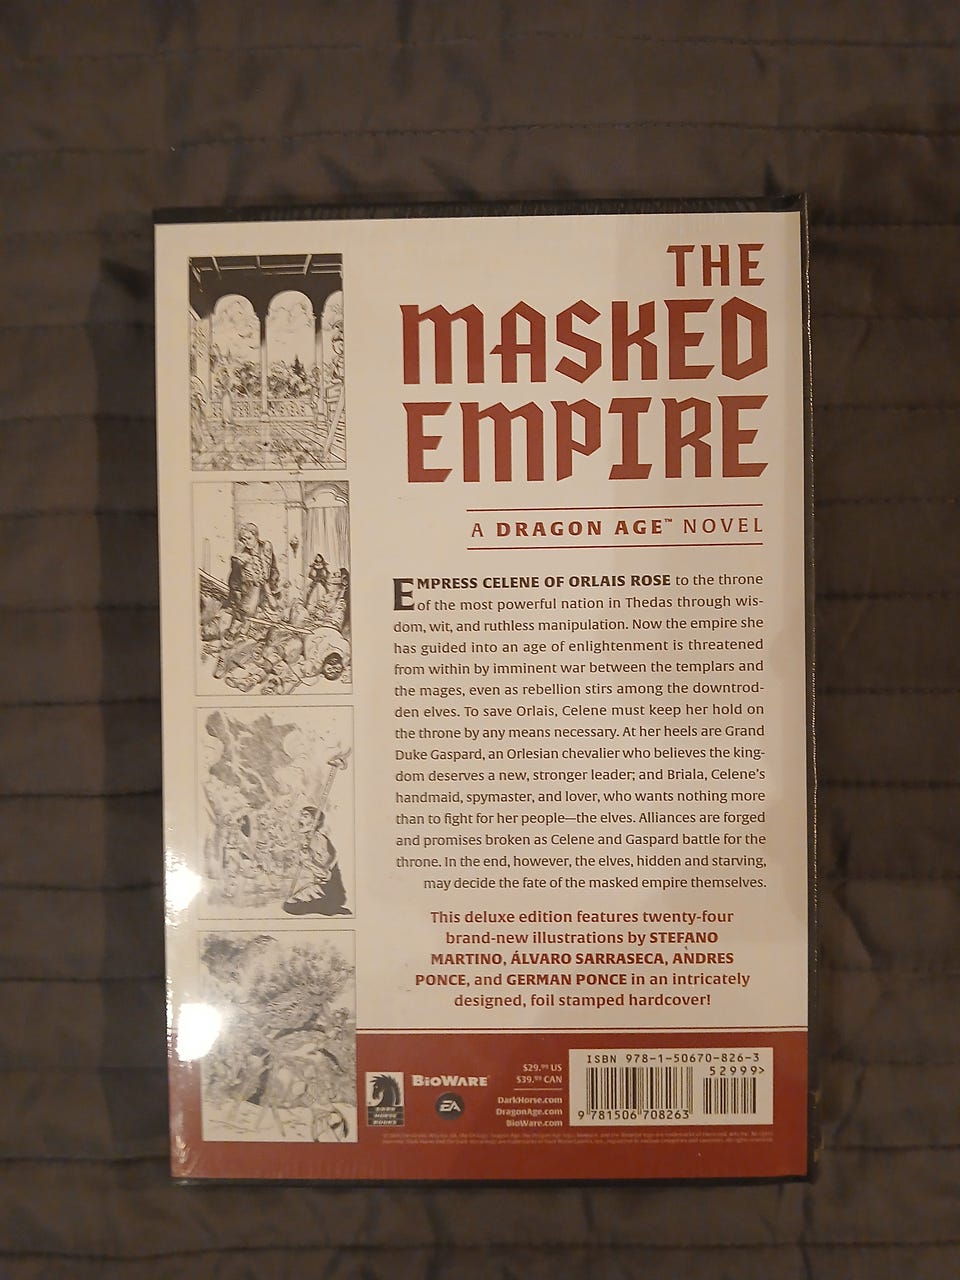 THE
MASKED
EMPIRE
A DRAGON AGE™ NOVEL
EMPRESS CELENE OF ORLAIS ROSE to the throne
of the most powerful nation in Thedas through wis-
dom, wit, and ruthless manipulation. Now the empire she
has guided into an age of enlightenment is threatened
from within by imminent war between the templars and
the mages, even as rebellion stirs among the downtrod-
den elves. To save Orlais, Celene must keep her hold on
the throne by any means necessary. At her heels are Grand
Duke Gaspard, an Orlesian chevalier who believes the king-
dom deserves a new, stronger leader; and Briala, Celene's
handmaid, spymaster, and lover, who wants nothing more
than to fight for her people—the elves. Alliances are forged
and promises broken as Celene and Gaspard battle for the
throne. In the end, however, the elves, hidden and starving,
may decide the fate of the masked empire themselves.
This deluxe edition features twenty-four
brand-new illustrations by STEFANO
MARTINO, ÁLVARO SARRASECA, ANDRES
PONCE, and GERMAN PONCE in an intricately
designed, foil stamped hardcover!
DARK
HORSE
BOOKS
BIOWARE
EA
$29.99 US
$39.99 CAN
DarkHorse.com
DragonAge.com
BioWare.com
ISBN 978-1-50670-826-3
52999>
9 781506 708263